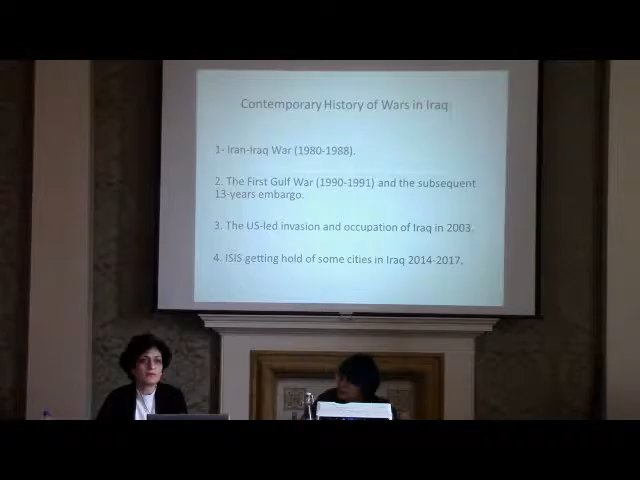 Contemporary History of Wars in Iraq
1- Iran-Iraq War (1980-1988).
2. The First Gulf War (1990-1991) and the subsequent
13-years embargo.
3. The US-led invasion and occupation of Iraq in 2003.
4. ISIS getting hold of some cities in Iraq 2014-2017.